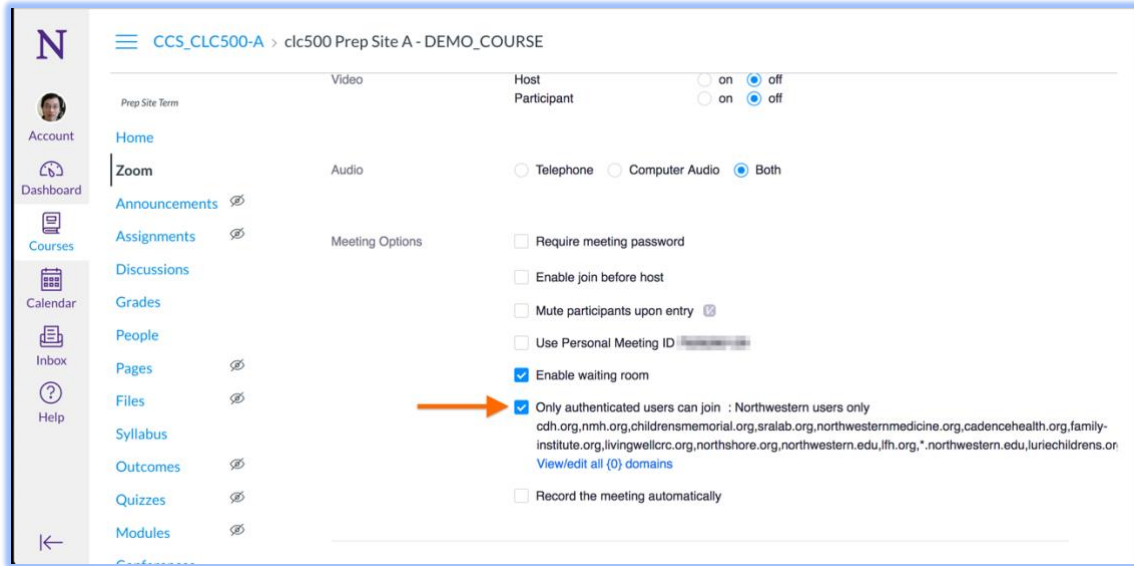 N
CCS_CLC500-A > clc500 Prep Site A - DEMO_COURSE
Account
Dashboard
Courses
Calendar
Inbox
Help
Prep Site Term
Home
Zoom
Announcements
Assignments
Discussions
Grades
People
Pages
Files
Syllabus
Outcomes
Quizzes
Modules
Video
Host on off
Participant on off
Audio
Telephone Computer Audio Both
Meeting Options
Require meeting password
Enable join before host
Mute participants upon entry
Use Personal Meeting ID
Enable waiting room
Only authenticated users can join : Northwestern users only
cdh.org,nmh.org,childrensmemorial.org,sralab.org,northwesternmedicine.org,cadencehealth.org,family-
institute.org,livingwellcrc.org,northshore.org,northwestern.edu,lfh.org,*.northwestern.edu,luriechildrens.or
View/edit all {0} domains
Record the meeting automatically